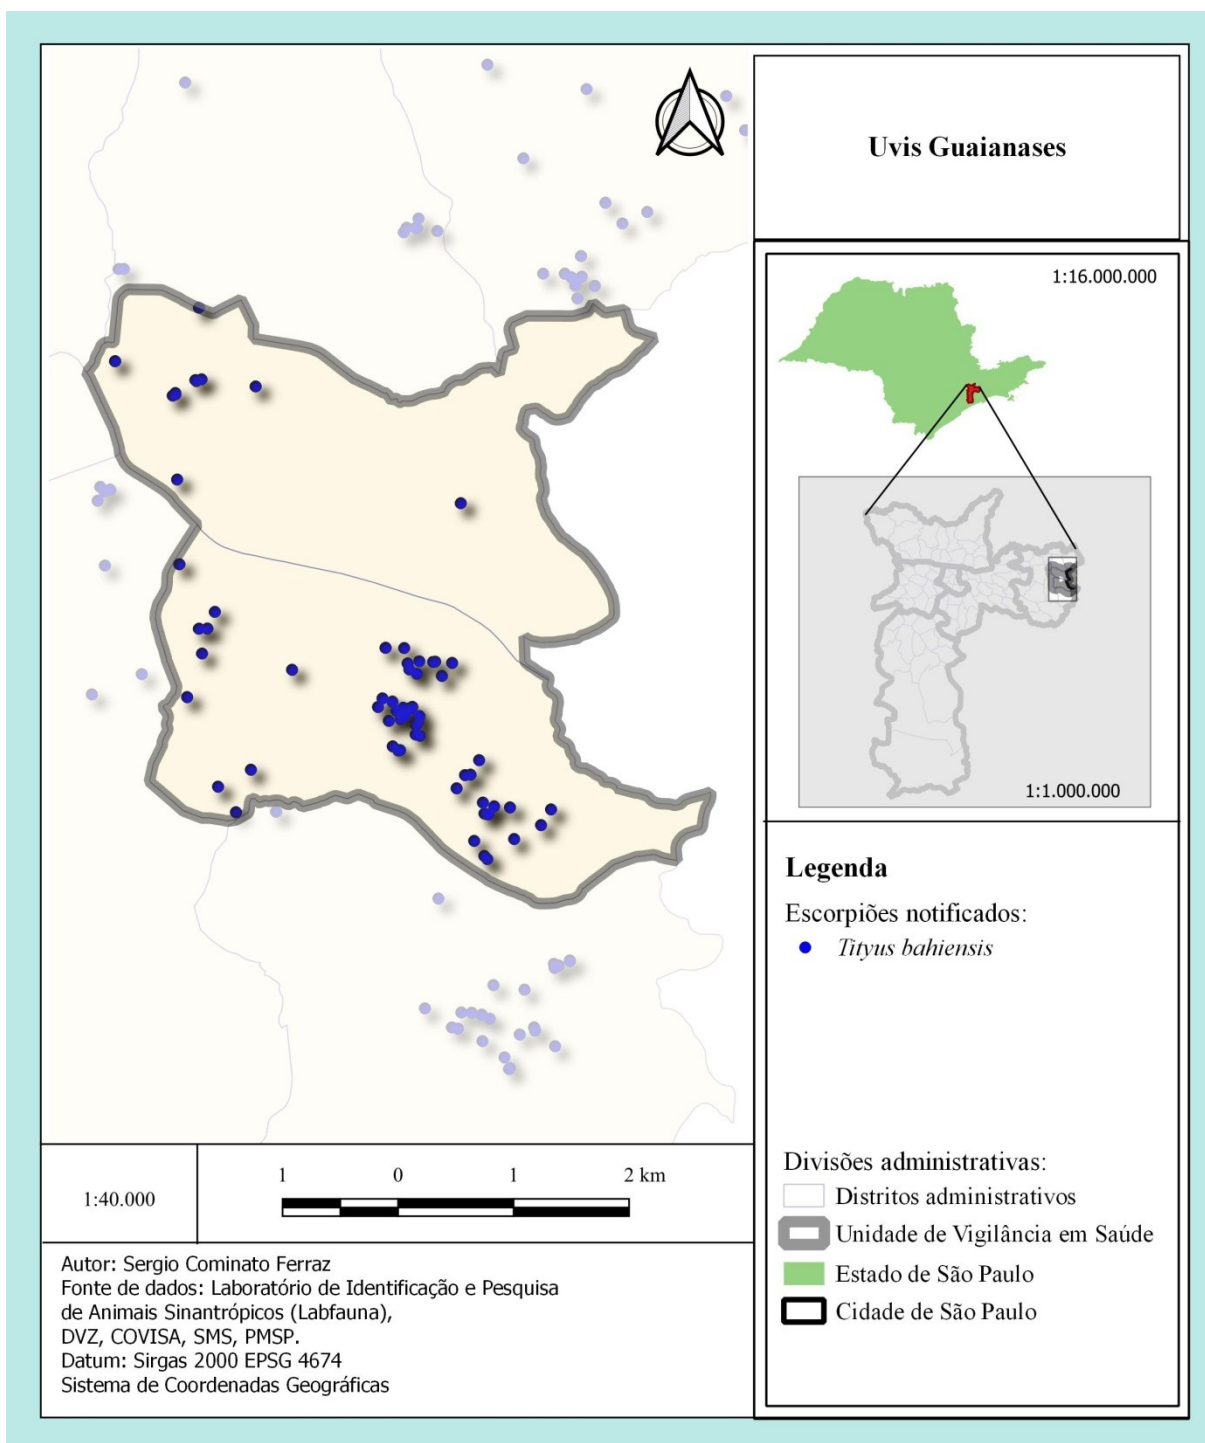 Uvis Guaianases
1:16.000.000
1:1.000.000
Legenda
Escorpiões notificados:
Tityus bahiensis
Divisões administrativas:
Distritos administrativos
Unidade de Vigilância em Saúde
Estado de São Paulo
Cidade de São Paulo
1:40.000
1 0 1 2 km
Autor: Sergio Cominato Ferraz
Fonte de dados: Laboratório de Identificação e Pesquisa
de Animais Sinantrópicos (Labfauna),
DVZ, COVISA, SMS, PMSP.
Datum: Sirgas 2000 EPSG 4674
Sistema de Coordenadas Geográficas